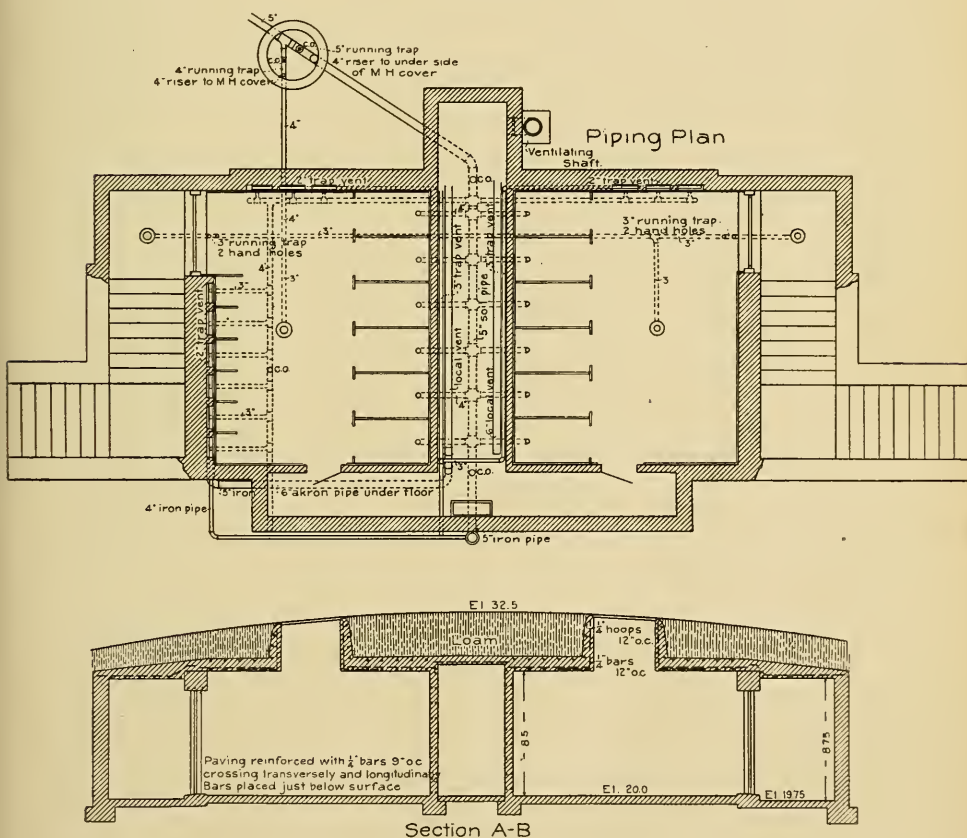 5"
c.o.
c.o.
5" running trap
4" riser to under side
of M H cover
4" running trap
4" riser to M H cover
4"
Piping Plan
Ventilating
Shaft.
c.o.
2" trap vent
2" trap vent
4"
4"
3" running trap
2 hand holes
3"
3" running trap
2 hand holes
3"
4"
3"
3
3"
2" trap vent
3" trap vent
3" trap vent
5" soil pipe
local vent
6" local vent
4"
c.o.
3"
3"
c.o.
5" iron
6" akron pipe under floor
4" iron pipe
5" iron pipe
El 32.5
Loam
1/4" hoops
12" o.c.
1/4" bars
12" o.c
8.5
8.75
Paving reinforced with 1/4" bars 9" o c
crossing transversely and longitudinaly
Bars placed just below surface
El. 20.0
El 19.75
Section A-B